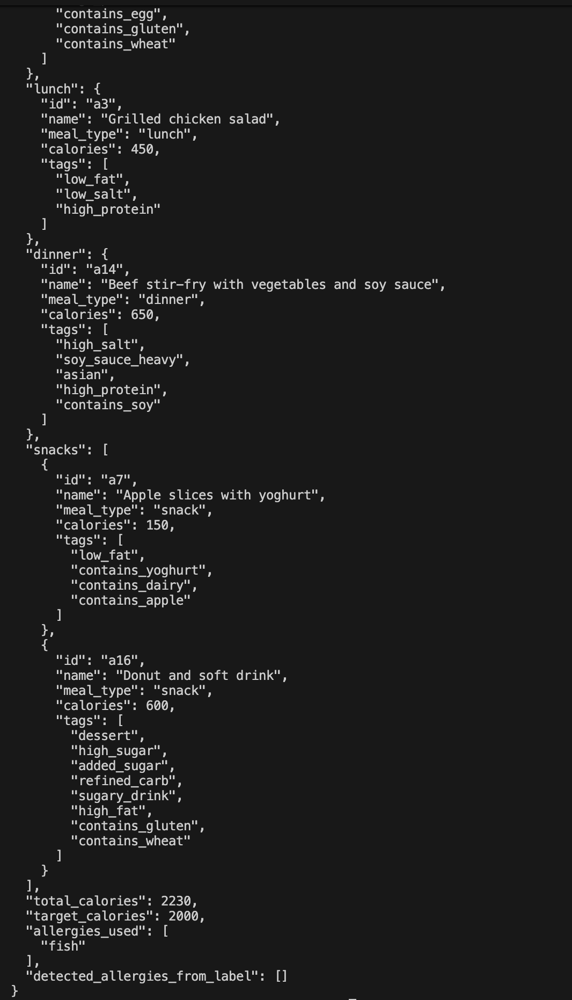 "contains_egg",
"contains_gluten",
"contains_wheat"
]
},
"lunch": {
"id": "a3",
"name": "Grilled chicken salad",
"meal_type": "lunch",
"calories": 450,
"tags": [
"low_fat",
"low_salt",
"high_protein"
]
},
"dinner": {
"id": "a14",
"name": "Beef stir-fry with vegetables and soy sauce",
"meal_type": "dinner",
"calories": 650,
"tags": [
"high_salt",
"soy_sauce_heavy",
"asian",
"high_protein",
"contains_soy"
]
},
"snacks": [
{
"id": "a7",
"name": "Apple slices with yoghurt",
"meal_type": "snack",
"calories": 150,
"tags": [
"low_fat",
"contains_yoghurt",
"contains_dairy",
"contains_apple"
]
},
{
"id": "a16",
"name": "Donut and soft drink",
"meal_type": "snack",
"calories": 600,
"tags": [
"dessert",
"high_sugar",
"added_sugar",
"refined_carb",
"sugary_drink",
"high_fat",
"contains_gluten",
"contains_wheat"
]
}
],
"total_calories": 2230,
"target_calories": 2000,
"allergies_used": [
"fish"
],
"detected_allergies_from_label": []
}